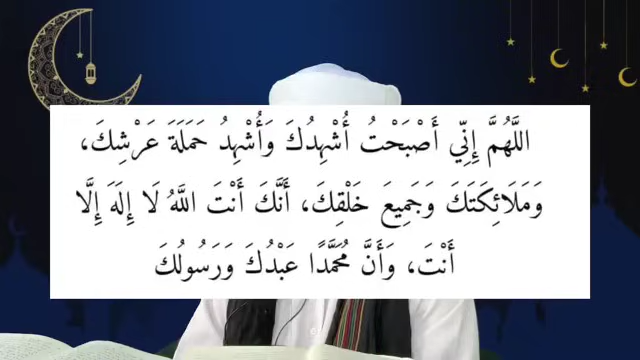 اللَّهُمَّ إِنِّي أَصْبَحْتُ أُشْهِدُكَ وَأُشْهِدُ حَمَلَةَ عَرْشِكَ،
وَمَلَائِكَتَكَ وَجَمِيعَ خَلْقِكَ، أَنَّكَ أَنْتَ اللَّهُ لَا إِلَهَ إِلَّا
أَنْتَ، وَأَنَّ مُحَمَّدًا عَبْدُكَ وَرَسُولُكَ